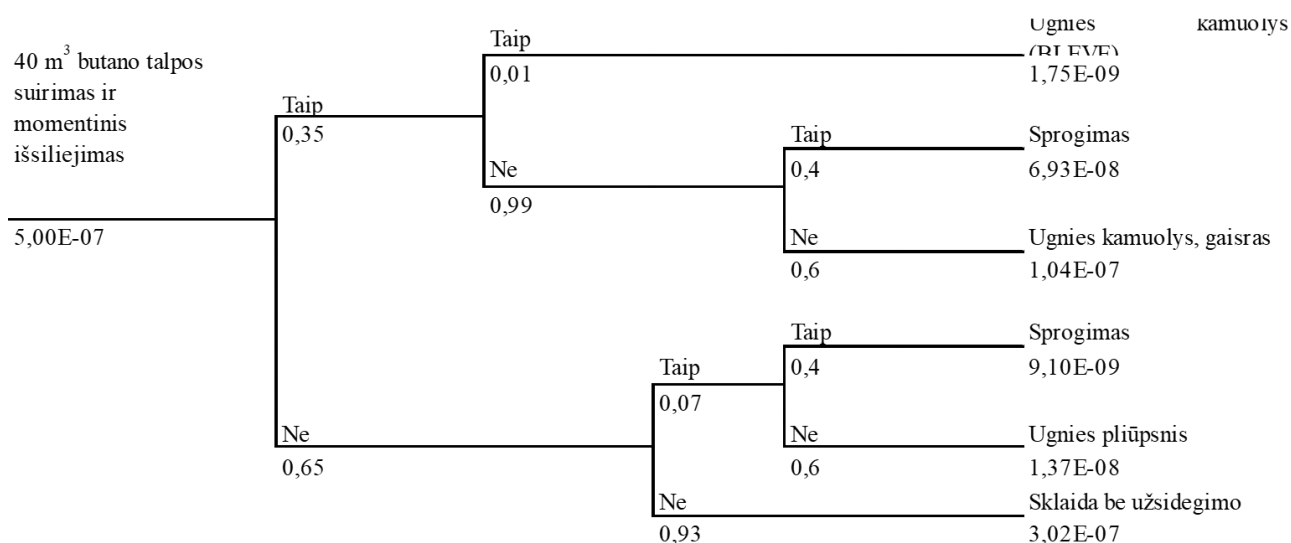 Ugnies kamuolys
(BLEVE)
Taip
0,01
1,75E-09
40 m³ butano talpos
suirimas ir
momentinis
išsiliejimas
Taip
0,35
Taip
0,4
Sprogimas
6,93E-08
Ne
0,99
Ne
0,6
Ugnies kamuolys, gaisras
1,04E-07
5,00E-07
Taip
0,4
Sprogimas
9,10E-09
Taip
0,07
Ne
0,65
Ne
0,6
Ugnies pliūpsnis
1,37E-08
Ne
0,93
Sklaida be užsidegimo
3,02E-07